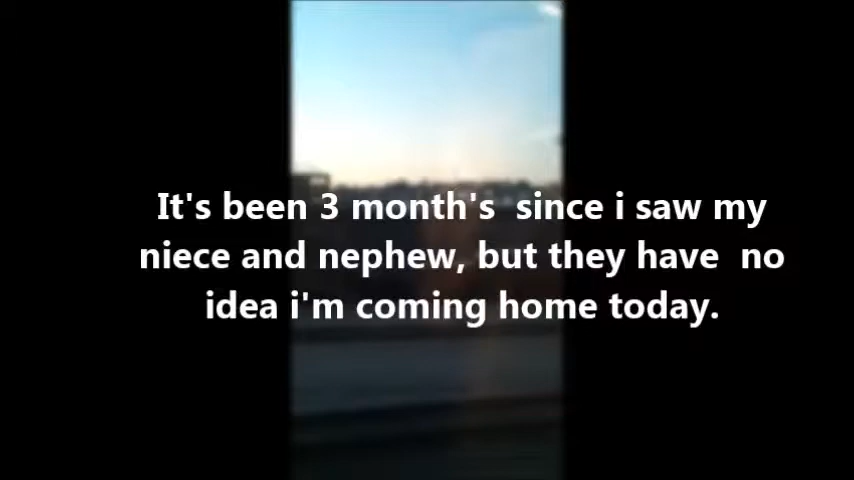 It's been 3 month's  since i saw my
niece and nephew, but they have  no
idea i'm coming home today.